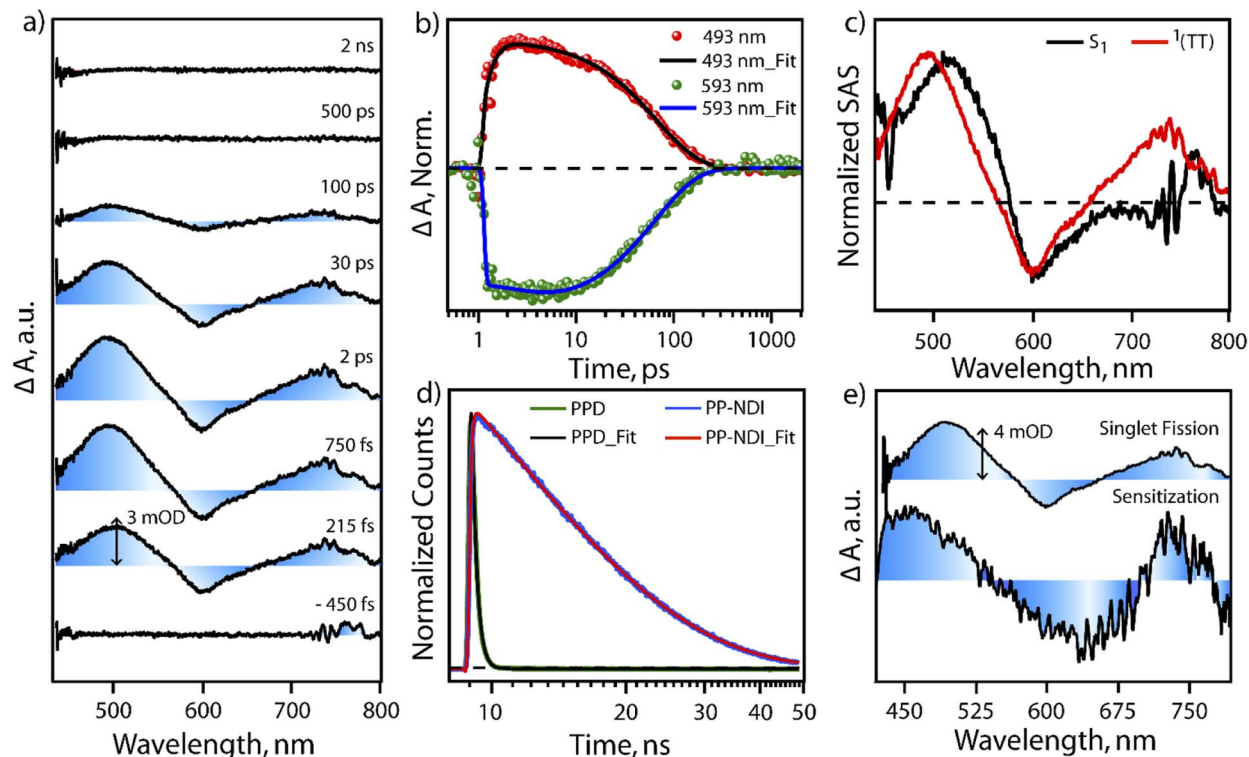 a)
2 ns
500 ps
100 ps
30 ps
2 ps
750 fs
3 mOD
215 fs
- 450 fs
Δ A, a.u.
500 600 700 800
Wavelength, nm
b)
493 nm
493 nm_Fit
593 nm
593 nm_Fit
Δ A, Norm.
1 10 100 1000
Time, ps
c)
S1 1(TT)
Normalized SAS
500 600 700 800
Wavelength, nm
d)
PPD PP-NDI
PPD_Fit PP-NDI_Fit
Normalized Counts
10 20 30 40 50
Time, ns
e)
4 mOD
Singlet Fission
Sensitization
Δ A, a.u.
450 525 600 675 750
Wavelength, nm